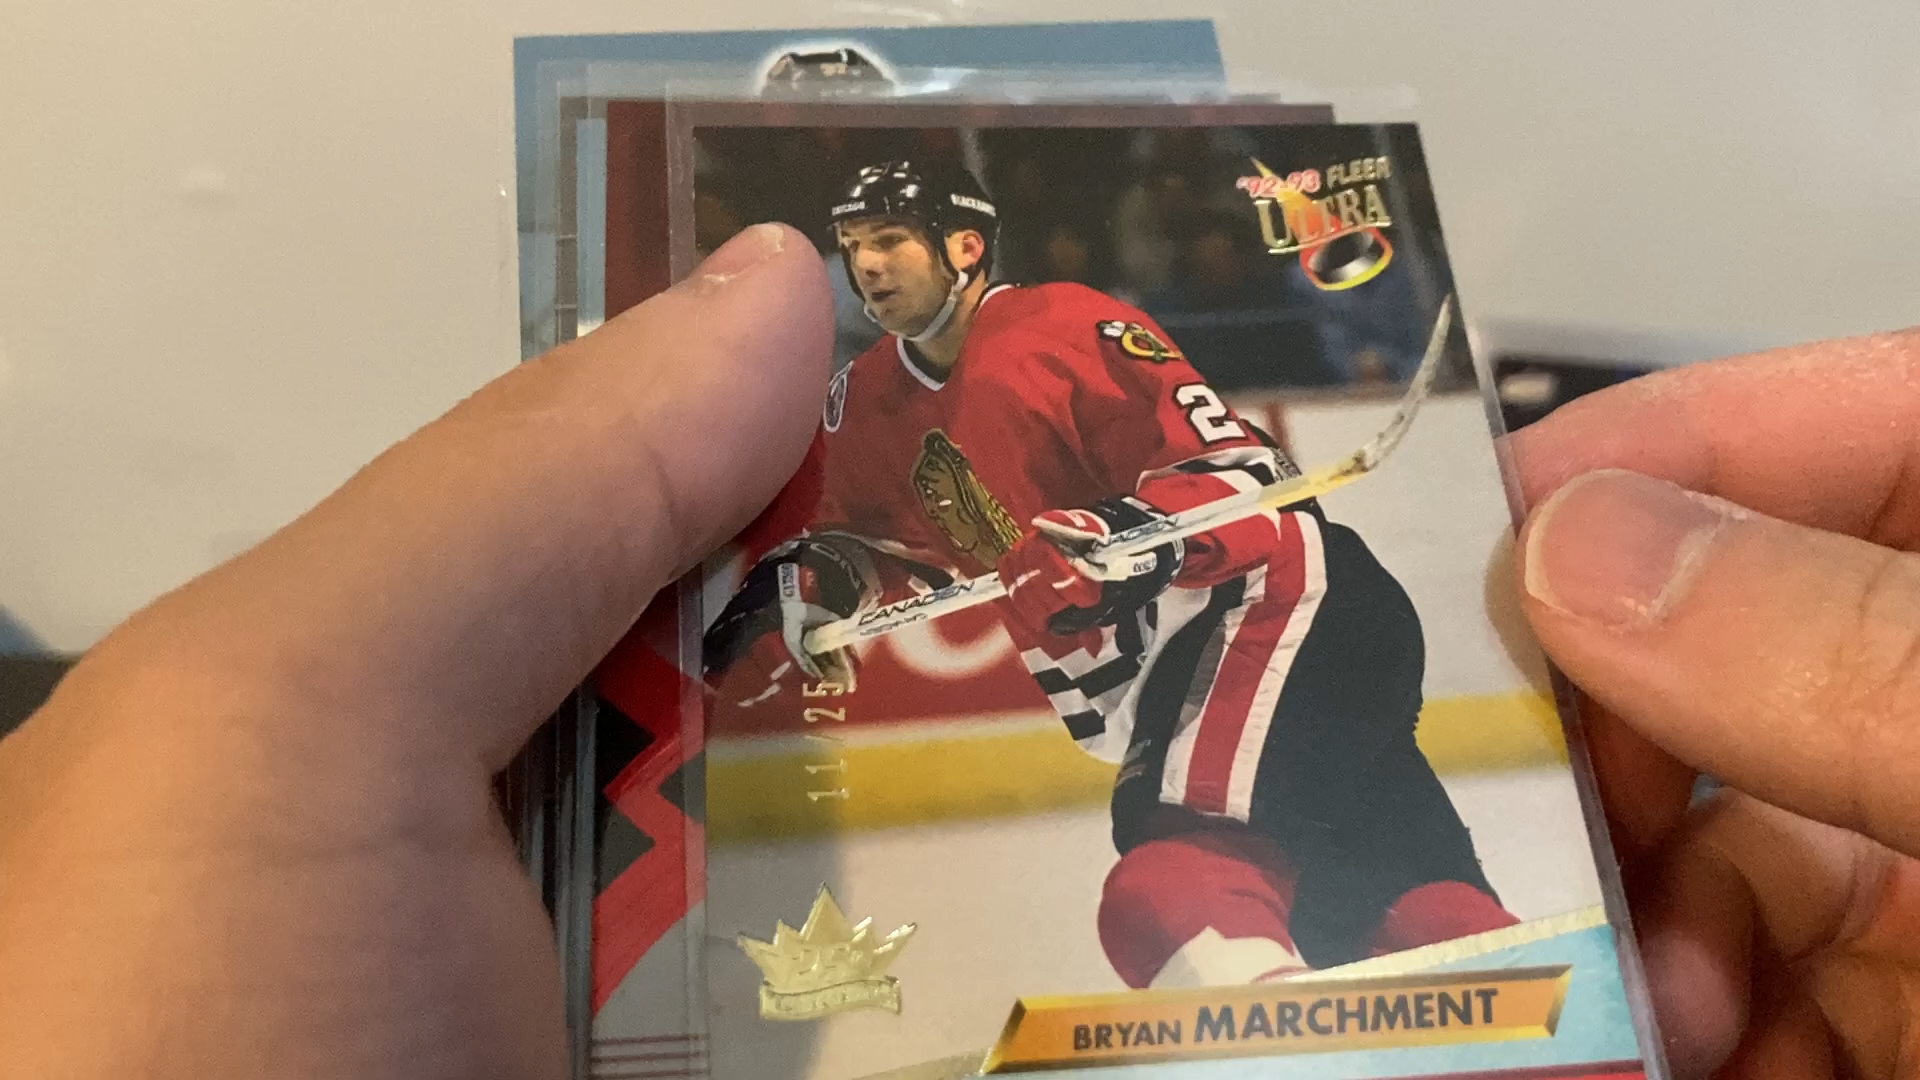 '92-93 FLEER
ULTRA
CHICAGO
BLACKHAWKS
2
CANADIEN
11/25
BRYAN MARCHMENT